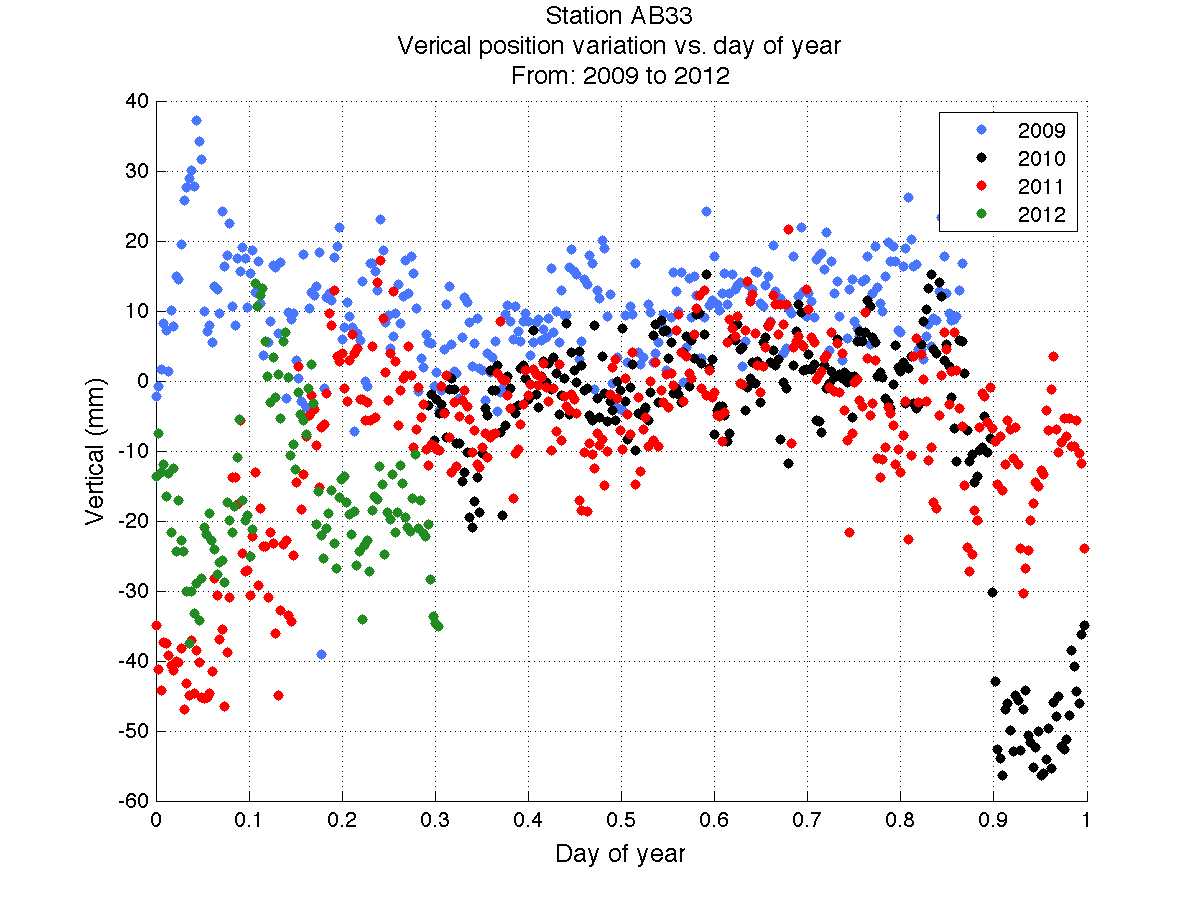 Station AB33
Verical position variation vs. day of year
From: 2009 to 2012
40
30
20
10
0
-10
-20
-30
-40
-50
-60
Vertical (mm)
2009
2010
2011
2012
0 0.1 0.2 0.3 0.4 0.5 0.6 0.7 0.8 0.9 1
Day of year